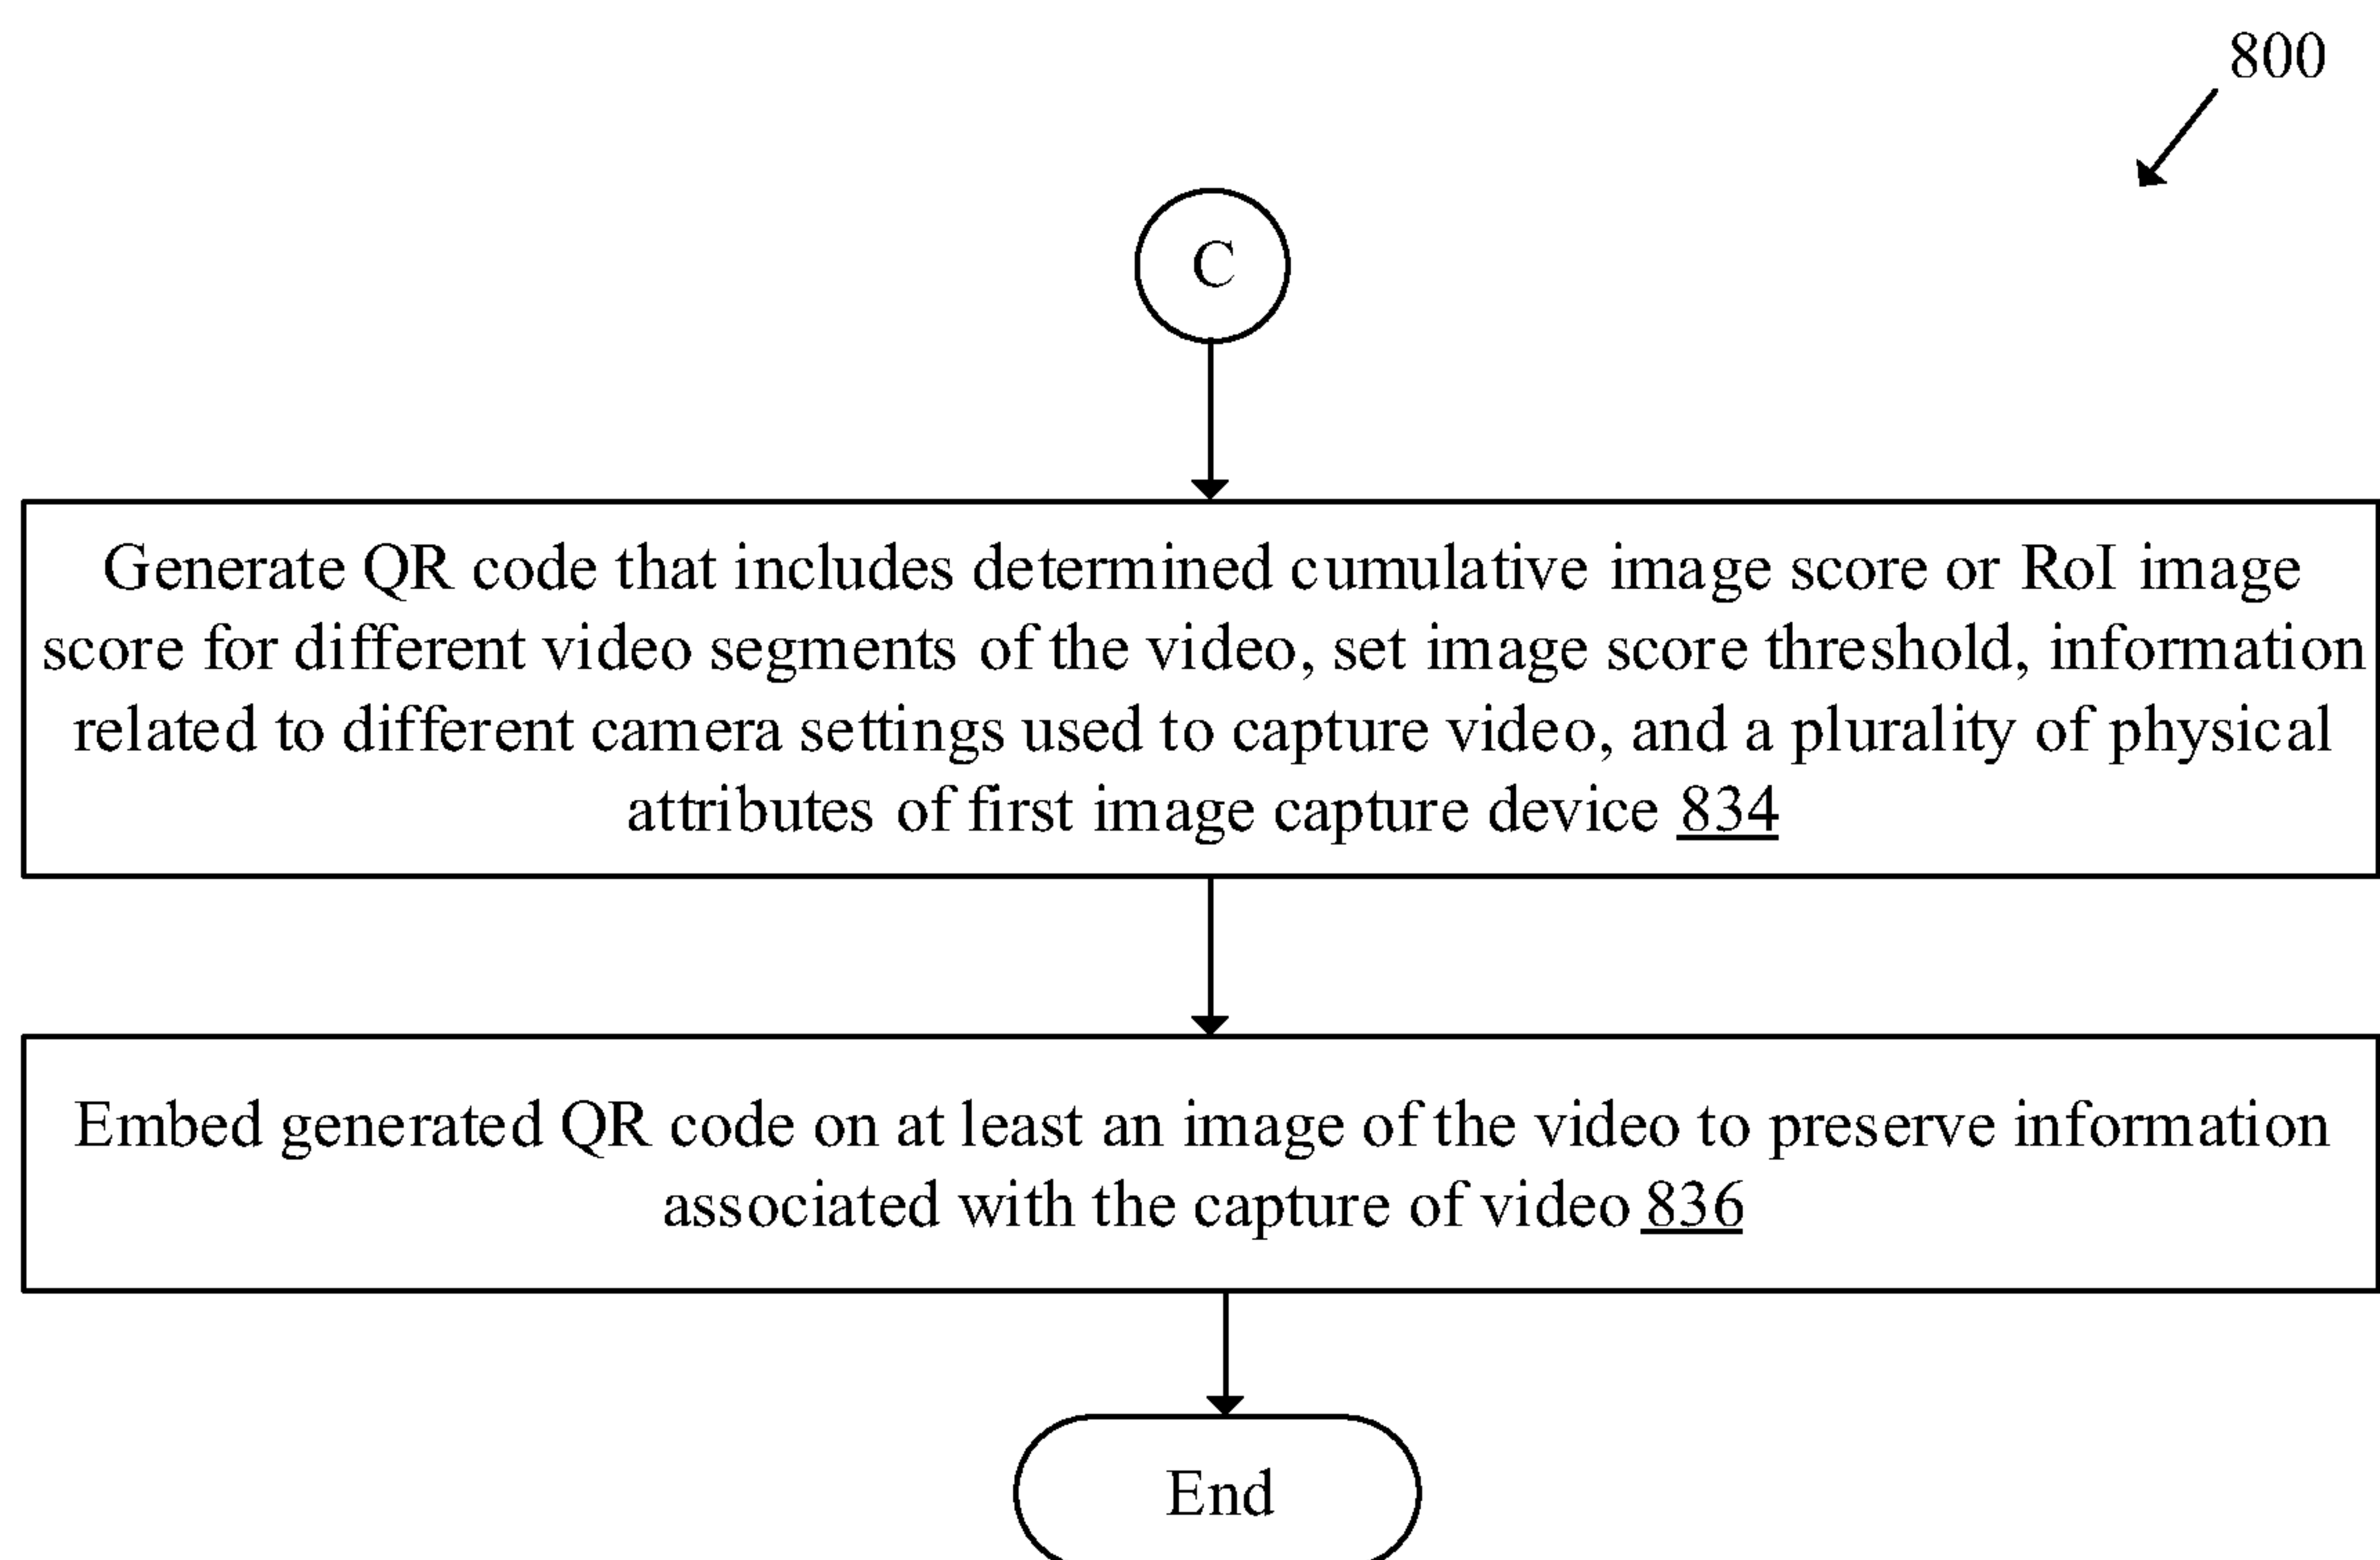 800
C
Generate QR code that includes determined cumulative image score or RoI image
score for different video segments of the video, set image score threshold, information
related to different camera settings used to capture video, and a plurality of physical
attributes of first image capture device 834
Embed generated QR code on at least an image of the video to preserve information
associated with the capture of video 836
End